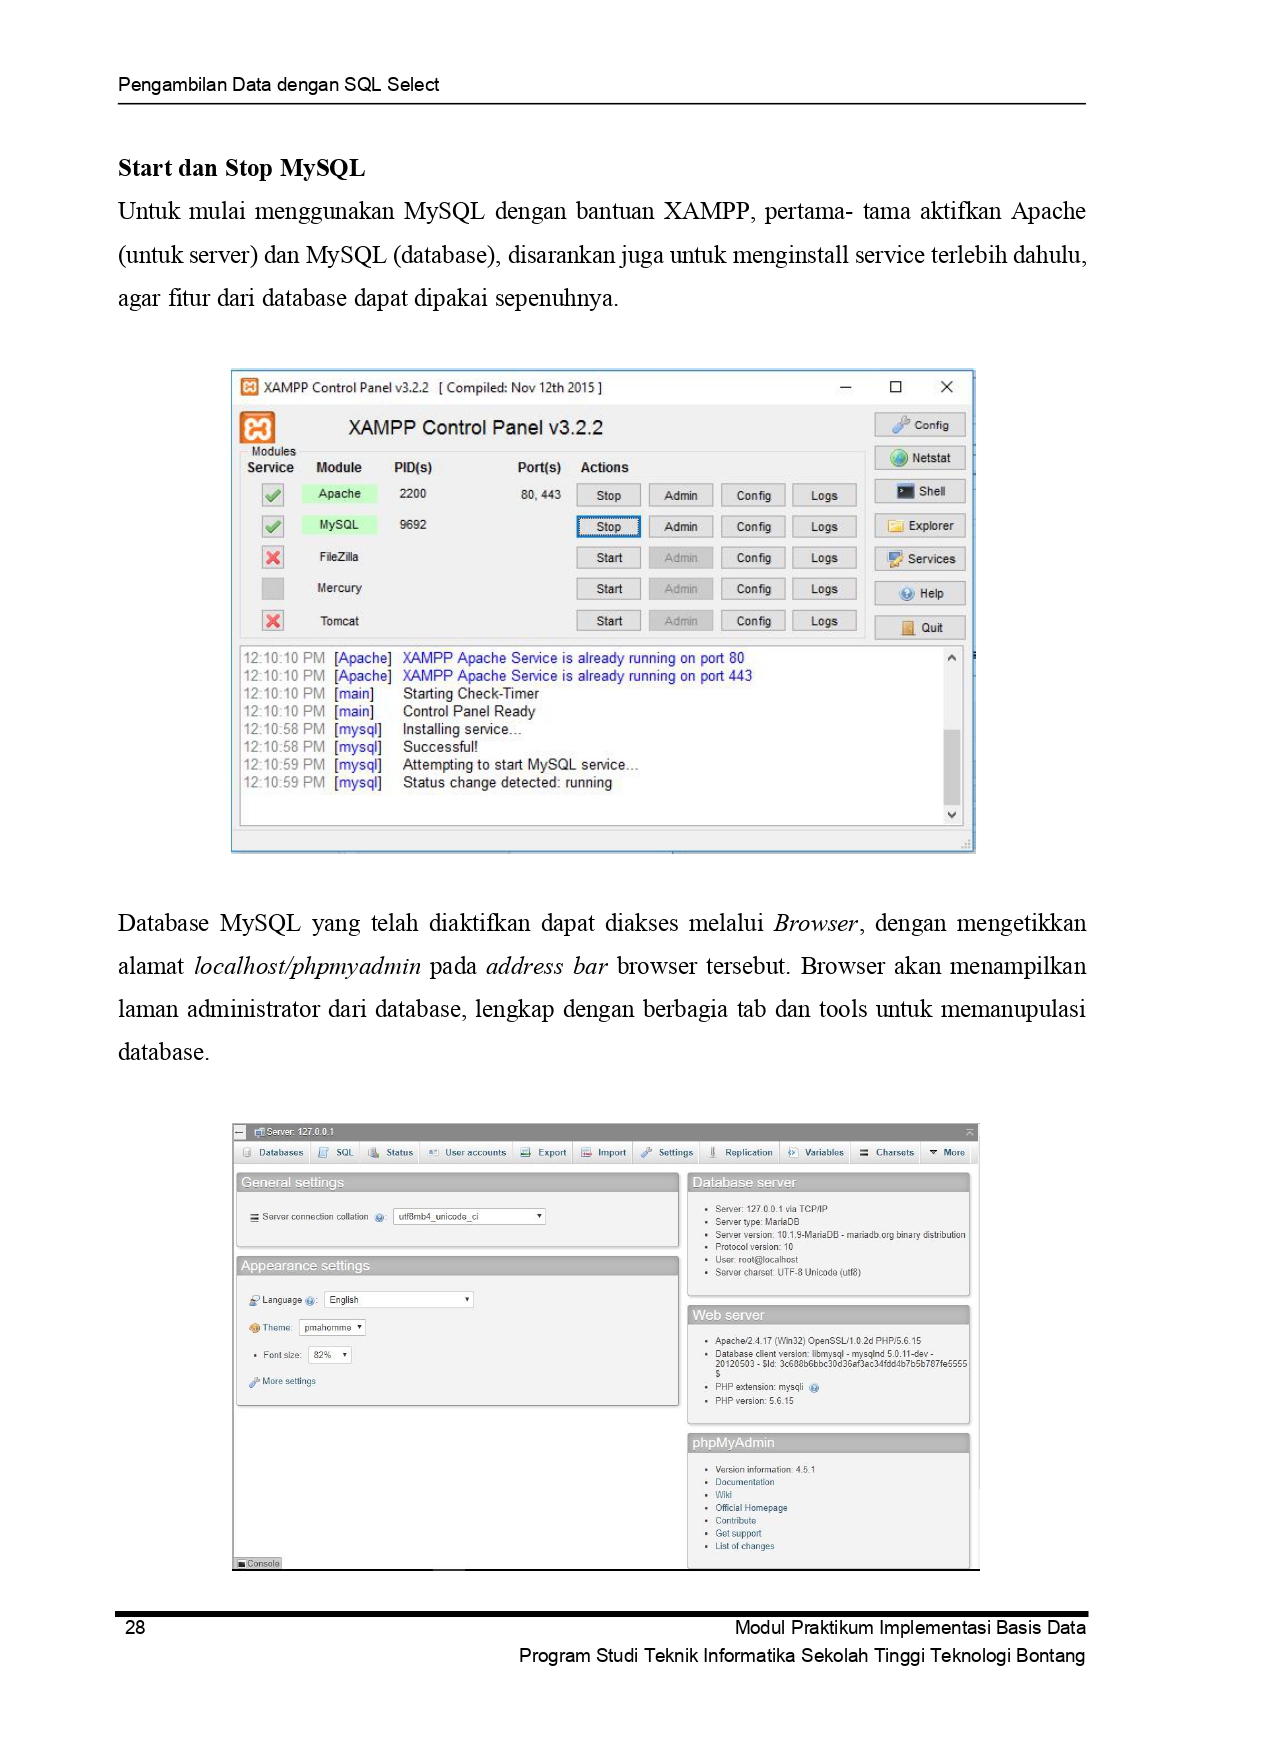 Pengambilan Data dengan SQL Select
Start dan Stop MySQL
Untuk mulai menggunakan MySQL dengan bantuan XAMPP, pertama- tama aktifkan Apache
(untuk server) dan MySQL (database), disarankan juga untuk menginstall service terlebih dahulu,
agar fitur dari database dapat dipakai sepenuhnya.
XAMPP Control Panel v3.2.2 [ Compiled: Nov 12th 2015 ]
XAMPP Control Panel v3.2.2
Config
Modules
Service Module PID(s) Port(s) Actions
Netstat
Apache 2200 80, 443 Stop Admin Config Logs
Shell
MySQL 9692 Stop Admin Config Logs
Explorer
FileZilla Start Admin Config Logs
Services
Mercury Start Admin Config Logs
Help
Tomcat Start Admin Config Logs
Quit
12:10:10 PM [Apache] XAMPP Apache Service is already running on port 80
12:10:10 PM [Apache] XAMPP Apache Service is already running on port 443
12:10:10 PM [main] Starting Check-Timer
12:10:10 PM [main] Control Panel Ready
12:10:58 PM [mysql] Installing service...
12:10:58 PM [mysql] Successful!
12:10:59 PM [mysql] Attempting to start MySQL service...
12:10:59 PM [mysql] Status change detected: running
Database MySQL yang telah diaktifkan dapat diakses melalui Browser, dengan mengetikkan
alamat localhost/phpmyadmin pada address bar browser tersebut. Browser akan menampilkan
laman administrator dari database, lengkap dengan berbagia tab dan tools untuk memanupulasi
database.
Server: 127.0.0.1
Databases SQL Status User accounts Export Import Settings Replication Variables Charsets More
General settings
Server connection collation : utf8mb4_unicode_ci
Appearance settings
Language : English
Theme: pmahomme
• Font size: 82%
More settings
Database server
• Server: 127.0.0.1 via TCP/IP
• Server type: MariaDB
• Server version: 10.1.9-MariaDB - mariadb.org binary distribution
• Protocol version: 10
• User: root@localhost
• Server charset: UTF-8 Unicode (utf8)
Web server
• Apache/2.4.17 (Win32) OpenSSL/1.0.2d PHP/5.6.15
• Database client version: libmysql - mysqlnd 5.0.11-dev -
20120503 - $Id: 3c688b6bbc30d36af3ac34fdd4b7b5b787fe5555
$
• PHP extension: mysqli
• PHP version: 5.6.15
phpMyAdmin
• Version information: 4.5.1
• Documentation
• Wiki
• Official Homepage
• Contribute
• Get support
• List of changes
Console
28 Modul Praktikum Implementasi Basis Data
Program Studi Teknik Informatika Sekolah Tinggi Teknologi Bontang